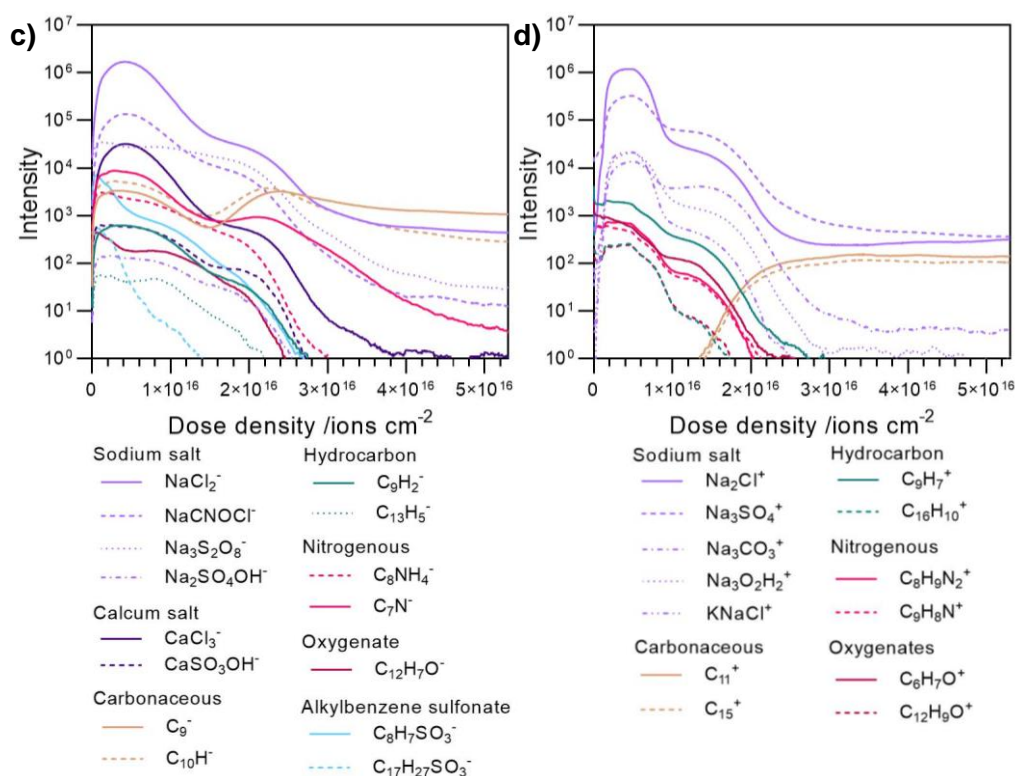 c)
10⁷
10⁶
10⁵
10⁴
10³
10²
10¹
10⁰
Intensity
0 1×10¹⁶ 2×10¹⁶ 3×10¹⁶ 4×10¹⁶ 5×10¹⁶
Dose density /ions cm⁻²
Sodium salt
NaCl₂⁻
NaCNOCl⁻
Na₃S₂O₈⁻
Na₂SO₄OH⁻
Calcum salt
CaCl₃⁻
CaSO₃OH⁻
Carbonaceous
C₉⁻
C₁₀H⁻
Hydrocarbon
C₉H₂⁻
C₁₃H₅⁻
Nitrogenous
C₈NH₄⁻
C₇N⁻
Oxygenate
C₁₂H₇O⁻
Alkylbenzene sulfonate
C₈H₇SO₃⁻
C₁₇H₂₇SO₃⁻
d)
10⁷
10⁶
10⁵
10⁴
10³
10²
10¹
10⁰
Intensity
0 1×10¹⁶ 2×10¹⁶ 3×10¹⁶ 4×10¹⁶ 5×10¹⁶
Dose density /ions cm⁻²
Sodium salt
Na₂Cl⁺
Na₃SO₄⁺
Na₃CO₃⁺
Na₃O₂H₂⁺
KNaCl⁺
Carbonaceous
C₁₁⁺
C₁₅⁺
Hydrocarbon
C₉H₇⁺
C₁₆H₁₀⁺
Nitrogenous
C₈H₉N₂⁺
C₉H₈N⁺
Oxygenates
C₆H₇O⁺
C₁₂H₉O⁺